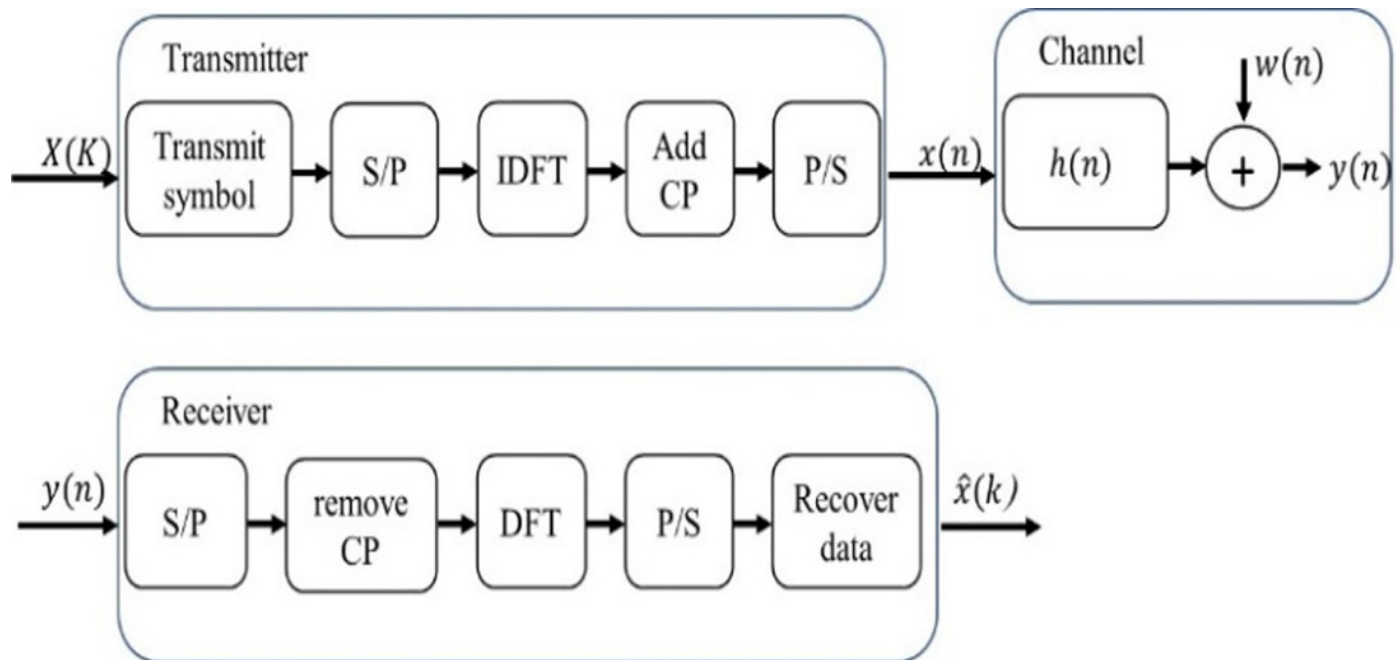 Transmitter
X(K)
Transmit
symbol
S/P
IDFT
Add
CP
P/S
x(n)
Channel
h(n)
w(n)
+
y(n)
Receiver
y(n)
S/P
remove
CP
DFT
P/S
Recover
data
x̂(k)